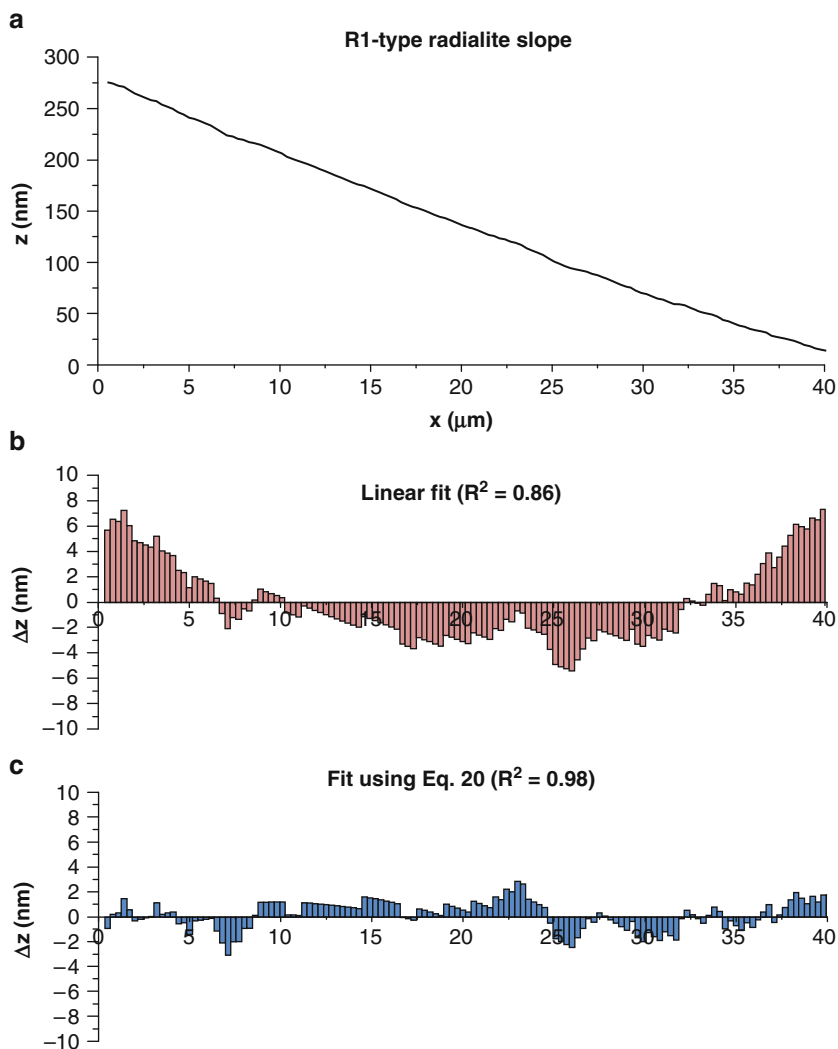 a
R1-type radialite slope
300
250
200
150
100
50
0
z (nm)
0 5 10 15 20 25 30 35 40
x (μm)
b
Linear fit (R² = 0.86)
10
8
6
4
2
0
−2
−4
−6
−8
−10
Δz (nm)
0 5 10 15 20 25 30 35 40
c
Fit using Eq. 20 (R² = 0.98)
10
8
6
4
2
0
−2
−4
−6
−8
−10
Δz (nm)
0 5 10 15 20 25 30 35 40